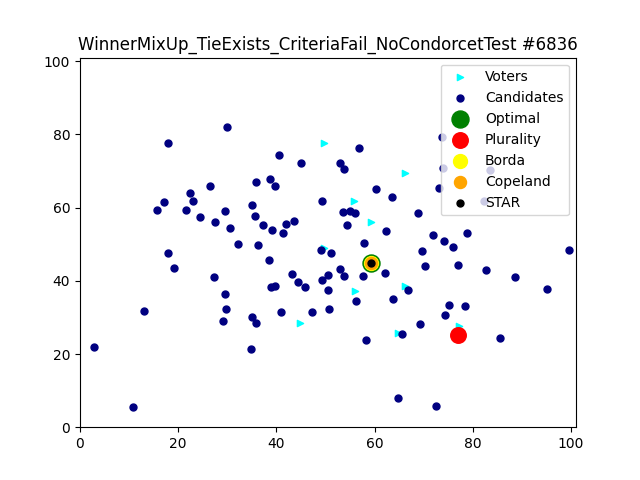 WinnerMixUp_TieExists_CriteriaFail_NoCondorcetTest #6836
100
80
60
40
20
0
0 20 40 60 80 100
Voters
Candidates
Optimal
Plurality
Borda
Copeland
STAR